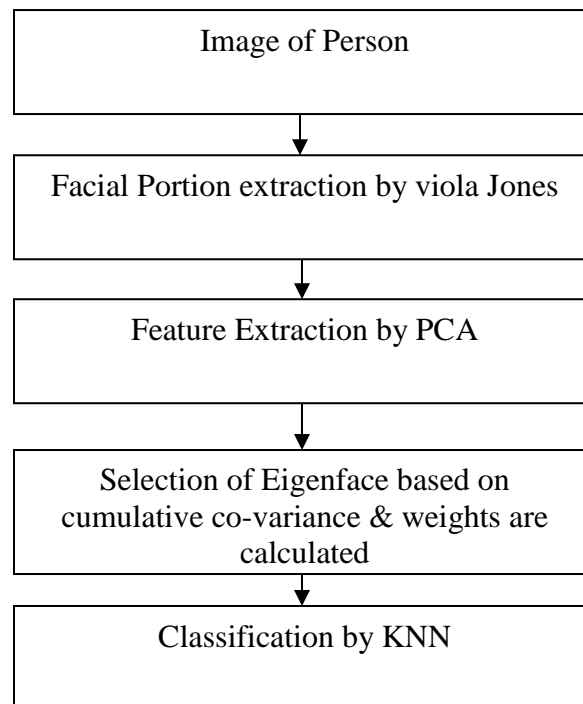 Image of Person
Facial Portion extraction by viola Jones
Feature Extraction by PCA
Selection of Eigenface based on
cumulative co-variance & weights are
calculated
Classification by KNN